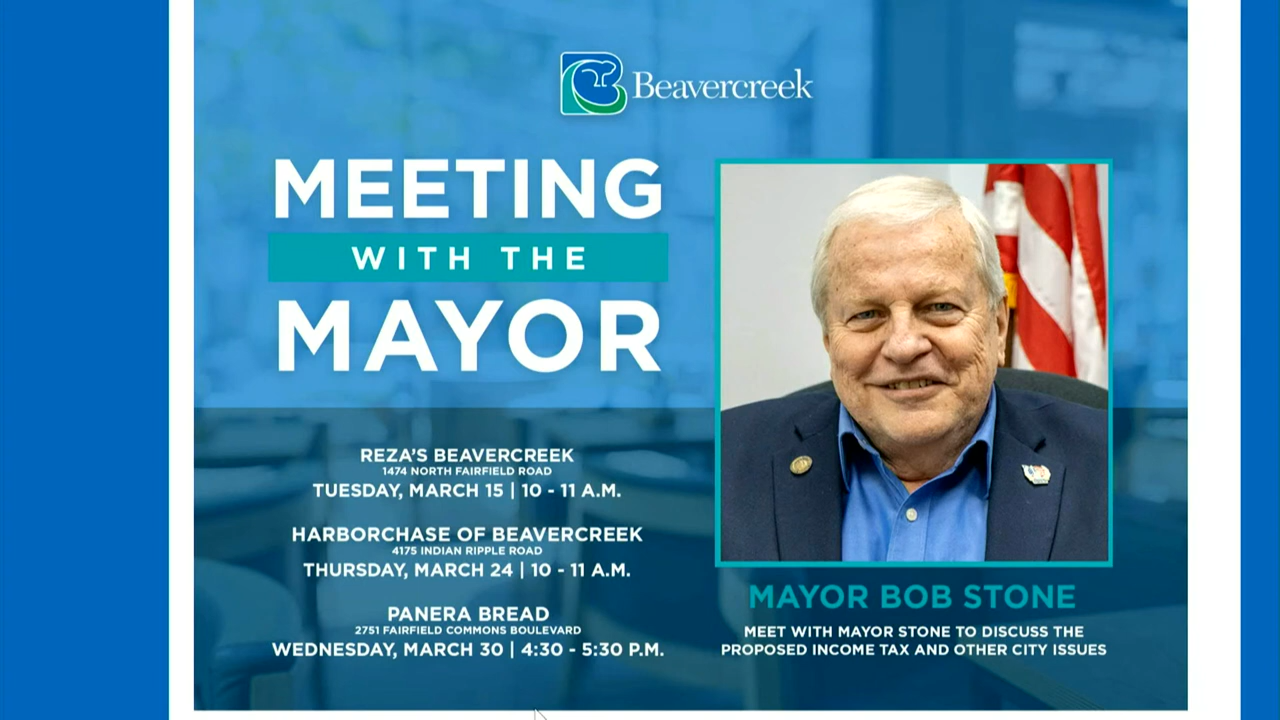 Beavercreek
MEETING
WITH THE
MAYOR
REZA'S BEAVERCREEK
1474 NORTH FAIRFIELD ROAD
TUESDAY, MARCH 15 | 10 - 11 A.M.
HARBORCHASE OF BEAVERCREEK
4175 INDIAN RIPPLE ROAD
THURSDAY, MARCH 24 | 10 - 11 A.M.
PANERA BREAD
2751 FAIRFIELD COMMONS BOULEVARD
WEDNESDAY, MARCH 30 | 4:30 - 5:30 P.M.
MAYOR BOB STONE
MEET WITH MAYOR STONE TO DISCUSS THE
PROPOSED INCOME TAX AND OTHER CITY ISSUES